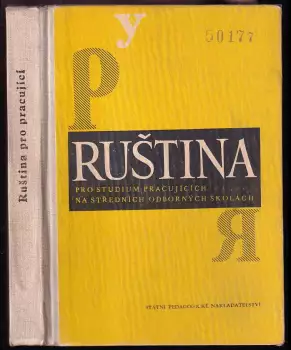 Ruština pro pracující
у
50177
р
RUŠTINA
PRO STUDIUM PRACUJÍCÍCH
NA STŘEDNÍCH ODBORNÝCH ŠKOLÁCH
Я
STÁTNÍ PEDAGOGICKÉ NAKLADATELSTVÍ